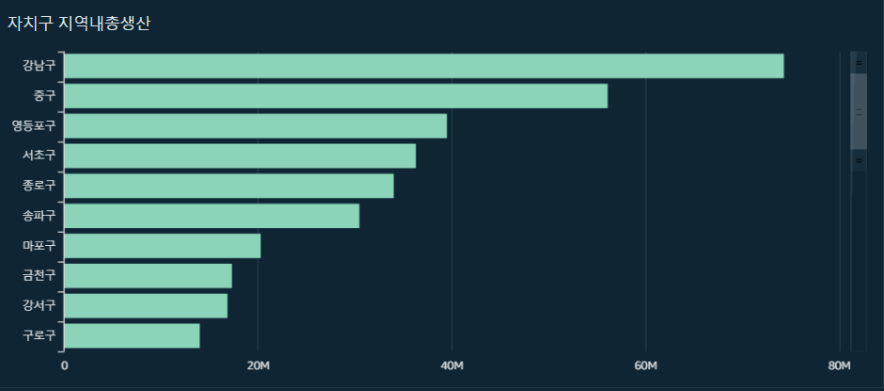 자치구 지역내총생산
강남구
중구
영등포구
서초구
종로구
송파구
마포구
금천구
강서구
구로구
0 20M 40M 60M 80M